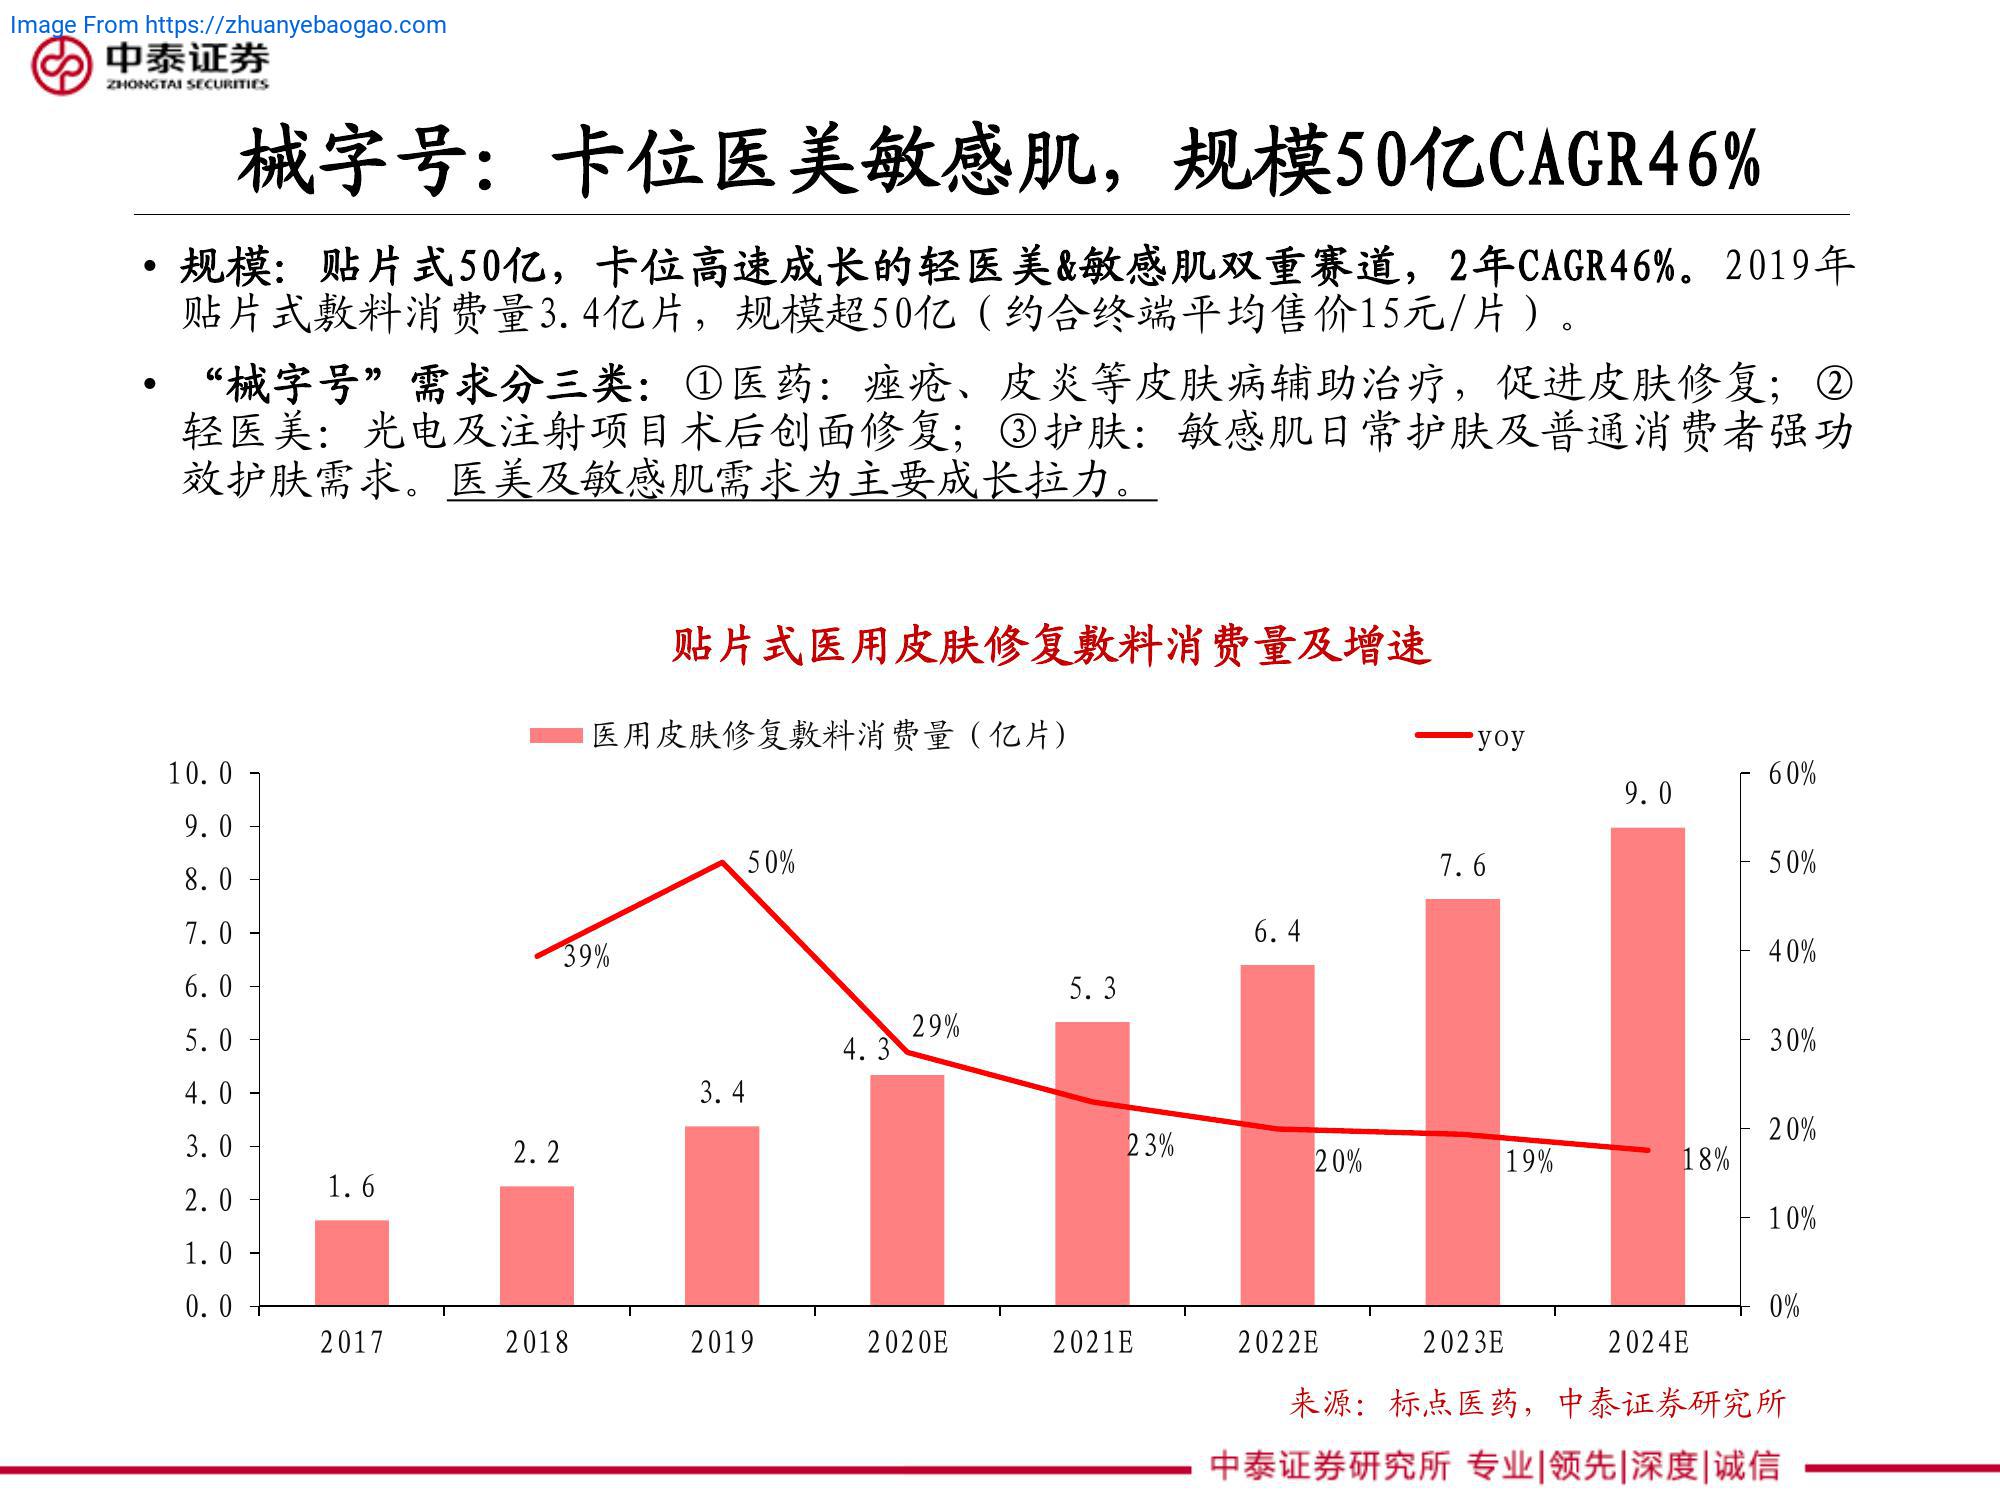 Image From https://zhuanyebaogao.com
中泰证券
ZHONGTAI SECURITIES
械字号：卡位医美敏感肌，规模50亿CAGR46%
• 规模：贴片式50亿，卡位高速成长的轻医美&敏感肌双重赛道，2年CAGR46%。2019年
贴片式敷料消费量3.4亿片，规模超50亿（约合终端平均售价15元/片）。
• “械字号”需求分三类：①医药：痤疮、皮炎等皮肤病辅助治疗，促进皮肤修复；②
轻医美：光电及注射项目术后创面修复；③护肤：敏感肌日常护肤及普通消费者强功
效护肤需求。医美及敏感肌需求为主要成长拉力。
贴片式医用皮肤修复敷料消费量及增速
医用皮肤修复敷料消费量（亿片） yoy
10.0
9.0
8.0
7.0
6.0
5.0
4.0
3.0
2.0
1.0
0.0
60%
50%
40%
30%
20%
10%
0%
1.6
2.2
3.4
4.3
5.3
6.4
7.6
9.0
39%
50%
29%
23%
20%
19%
18%
2017 2018 2019 2020E 2021E 2022E 2023E 2024E
来源：标点医药，中泰证券研究所
中泰证券研究所 专业|领先|深度|诚信